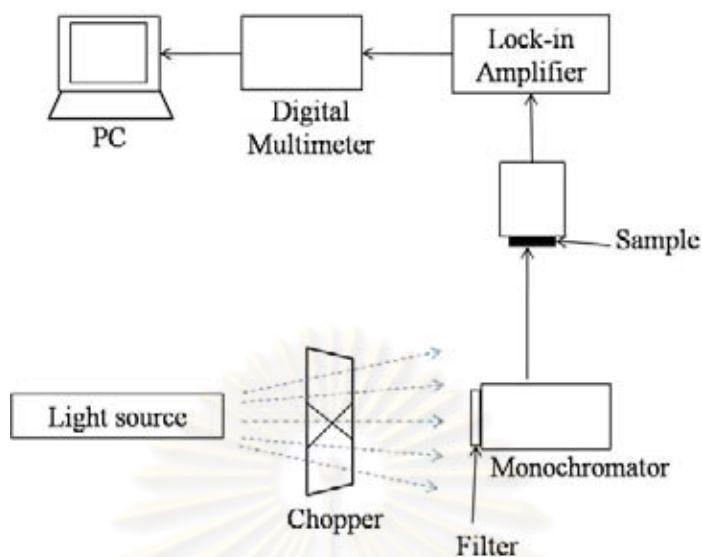 Lock-in
Amplifier
PC
Digital
Multimeter
Sample
Light source
Chopper
Monochromator
Filter